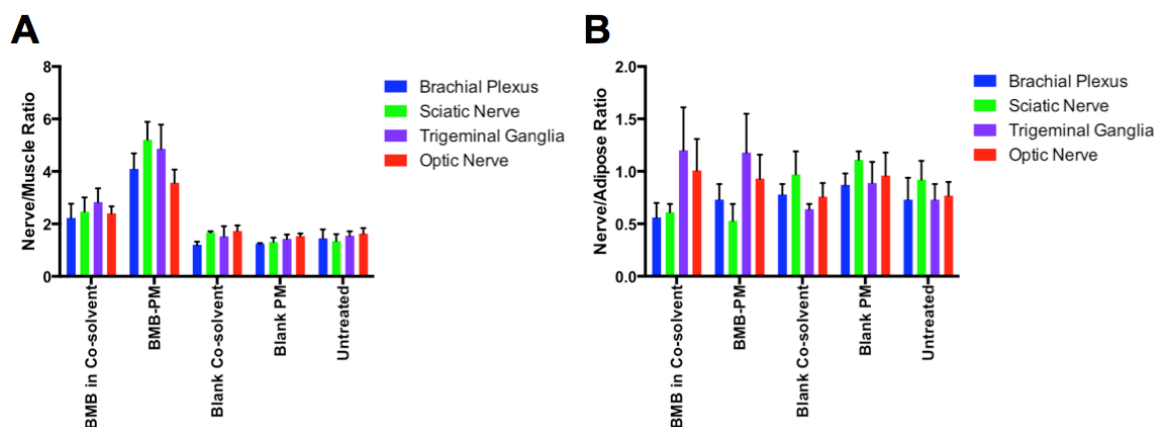 A
Nerve/Muscle Ratio
8
6
4
2
0
BMB in Co-solvent
BMB-PM
Blank Co-solvent
Blank PM
Untreated
Brachial Plexus
Sciatic Nerve
Trigeminal Ganglia
Optic Nerve
B
Nerve/Adipose Ratio
2.0
1.5
1.0
0.5
0.0
BMB in Co-solvent
BMB-PM
Blank Co-solvent
Blank PM
Untreated
Brachial Plexus
Sciatic Nerve
Trigeminal Ganglia
Optic Nerve